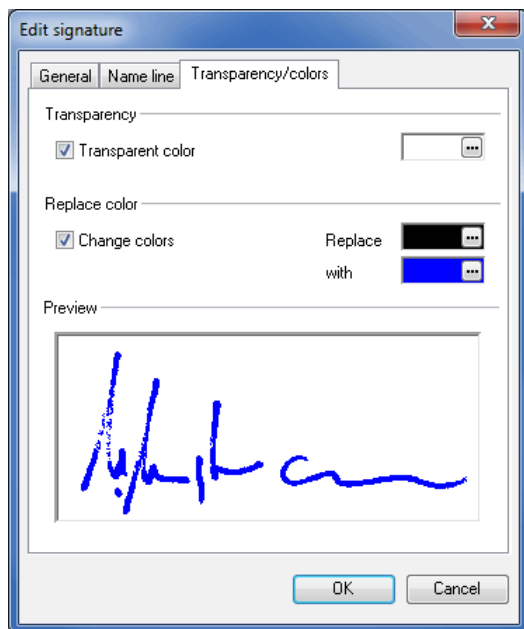 Edit signature
General Name line Transparency/colors
Transparency
Transparent color
Replace color
Change colors Replace
with
Preview
OK Cancel